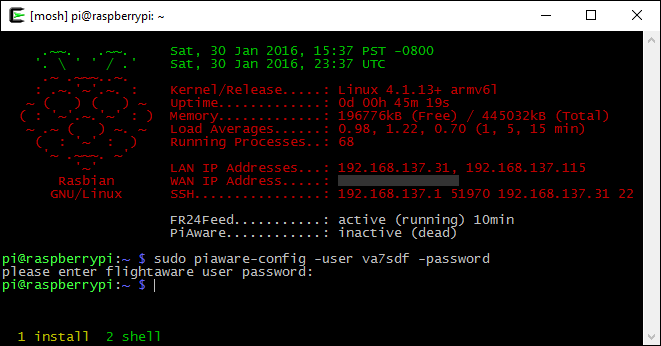 [mosh] pi@raspberrypi: ~
Sat, 30 Jan 2016, 15:37 PST -0800
Sat, 30 Jan 2016, 23:37 UTC
Kernel/Release.....: Linux 4.1.13+ armv6l
Uptime.............: 0d 00h 45m 19s
Memory.............: 196776kB (Free) / 445032kB (Total)
Load Averages......: 0.98, 1.22, 0.70 (1, 5, 15 min)
Running Processes..: 68
LAN IP Addresses...: 192.168.137.31, 192.168.137.115
Rasbian WAN IP Address.....:
GNU/Linux SSH................: 192.168.137.1 51970 192.168.137.31 22
FR24Feed...........: active (running) 10min
PiAware............: inactive (dead)
pi@raspberrypi:~ $ sudo piaware-config -user va7sdf -password
please enter flightaware user password:
pi@raspberrypi:~ $
1 install 2 shell